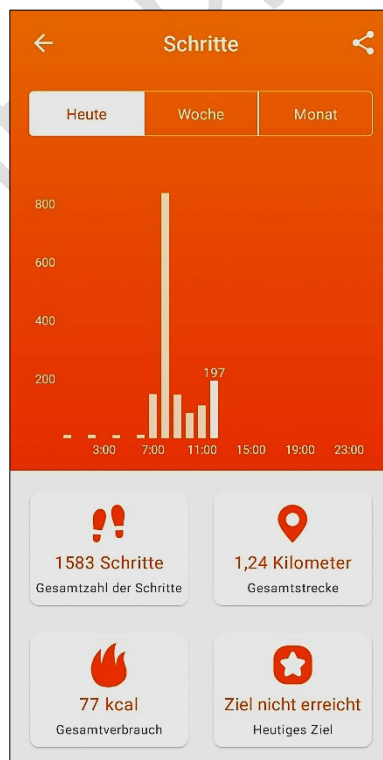 Schritte
Heute Woche Monat
800
600
400
200
197
3:00 7:00 11:00 15:00 19:00 23:00
1583 Schritte
Gesamtzahl der Schritte
1,24 Kilometer
Gesamtstrecke
77 kcal
Gesamtverbrauch
Ziel nicht erreicht
Heutiges Ziel